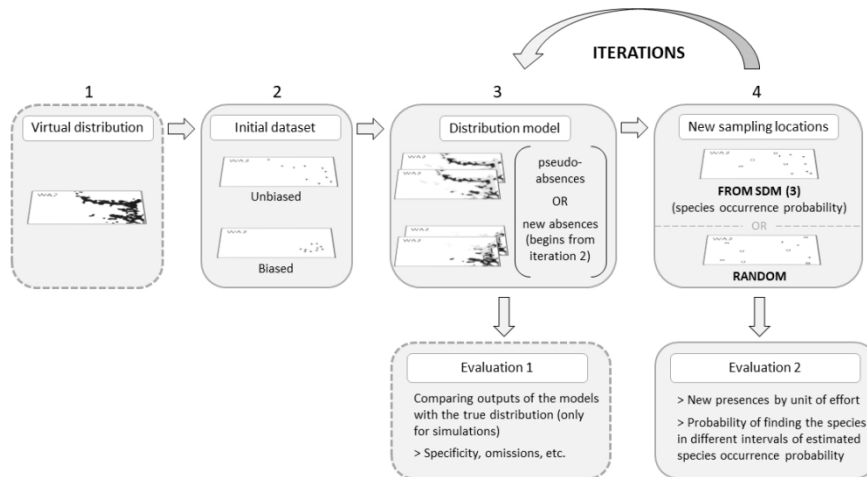 ITERATIONS
1
2
3
4
Virtual distribution
Initial dataset
Unbiased
Biased
Distribution model
pseudo-
absences
OR
new absences
(begins from
iteration 2)
New sampling locations
FROM SDM (3)
(species occurrence probability)
OR
RANDOM
Evaluation 1
Comparing outputs of the models
with the true distribution (only
for simulations)
> Specificity, omissions, etc.
Evaluation 2
> New presences by unit of effort
> Probability of finding the species
in different intervals of estimated
species occurrence probability